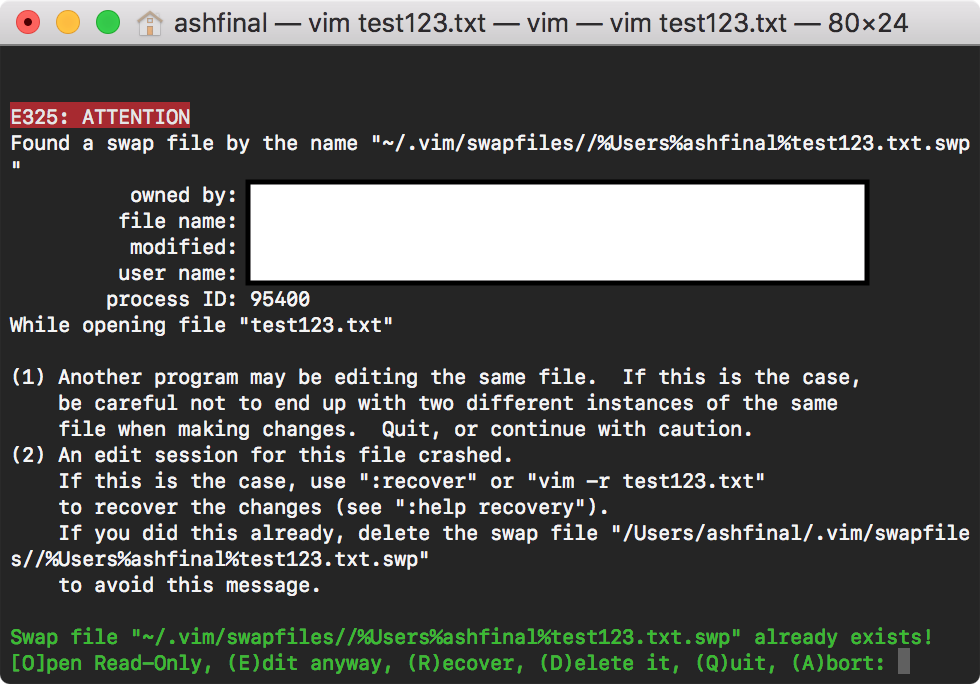 ashfinal — vim test123.txt — vim — vim test123.txt — 80×24
E325: ATTENTION
Found a swap file by the name "~/.vim/swapfiles//%Users%ashfinal%test123.txt.swp
"
owned by:
file name:
modified:
user name:
process ID: 95400
While opening file "test123.txt"
(1) Another program may be editing the same file.  If this is the case,
be careful not to end up with two different instances of the same
file when making changes.  Quit, or continue with caution.
(2) An edit session for this file crashed.
If this is the case, use ":recover" or "vim -r test123.txt"
to recover the changes (see ":help recovery").
If you did this already, delete the swap file "/Users/ashfinal/.vim/swapfile
s//%Users%ashfinal%test123.txt.swp"
to avoid this message.
Swap file "~/.vim/swapfiles//%Users%ashfinal%test123.txt.swp" already exists!
[O]pen Read-Only, (E)dit anyway, (R)ecover, (D)elete it, (Q)uit, (A)bort: